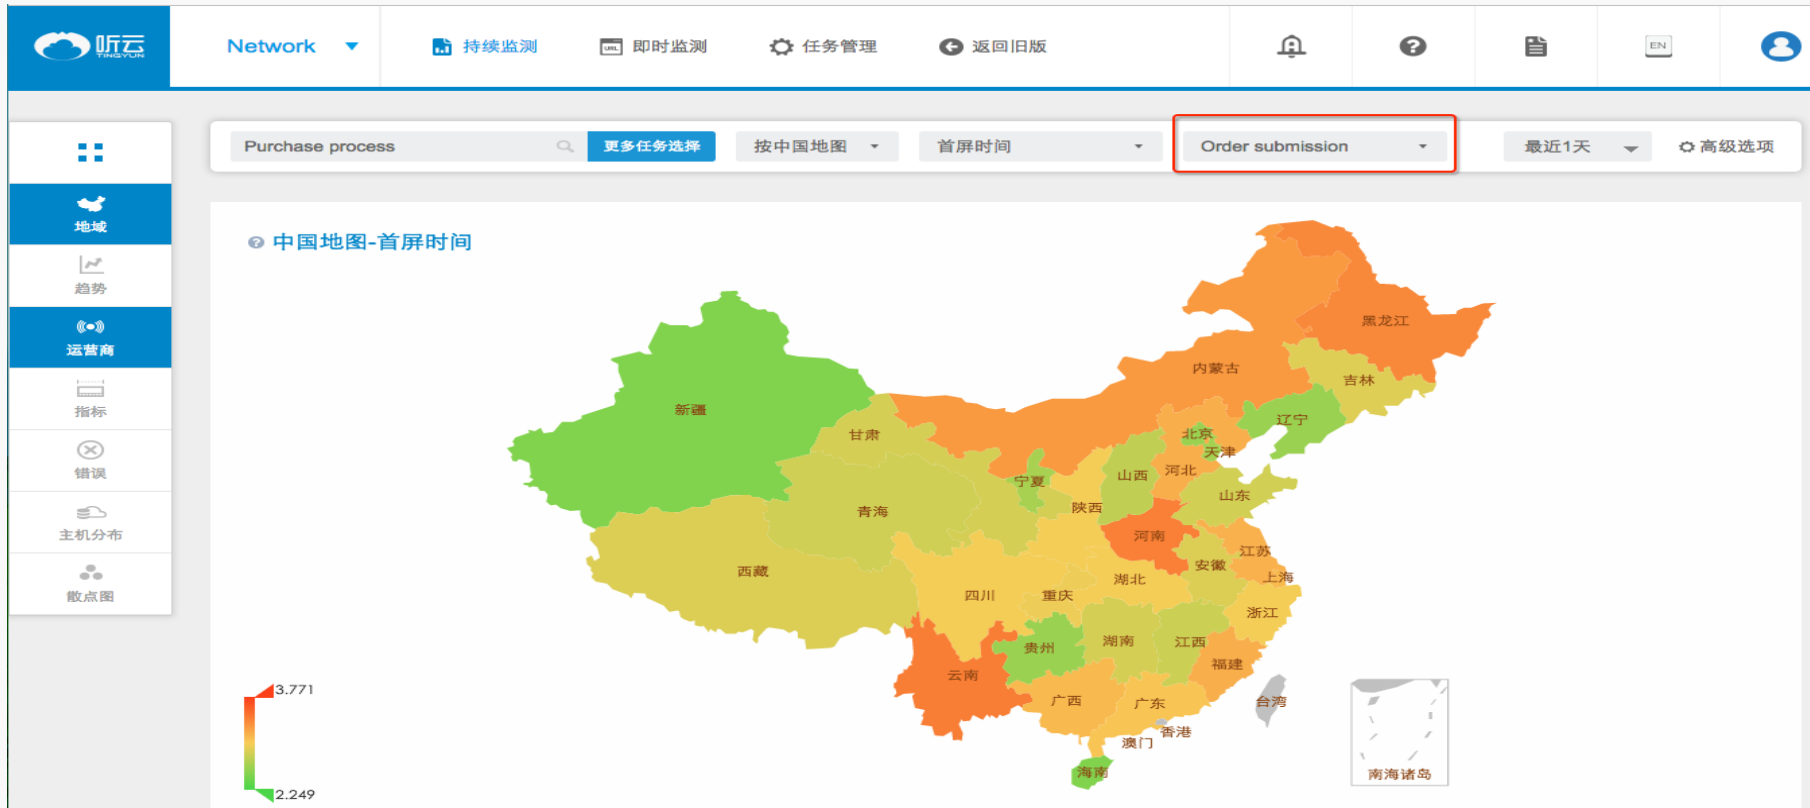 听云
TINGYUN
Network
持续监测
URL
即时监测
任务管理
返回旧版
EN
Purchase process
更多任务选择
按中国地图
首屏时间
Order submission
最近1天
高级选项
地域
趋势
运营商
指标
错误
主机分布
散点图
中国地图-首屏时间
黑龙江
内蒙古
吉林
新疆
辽宁
甘肃
北京
天津
河北
山西
宁夏
山东
陕西
青海
河南
江苏
安徽
西藏
上海
湖北
四川
重庆
浙江
湖南
江西
贵州
福建
云南
广西
广东
台湾
香港
澳门
海南
南海诸岛
3.771
2.249